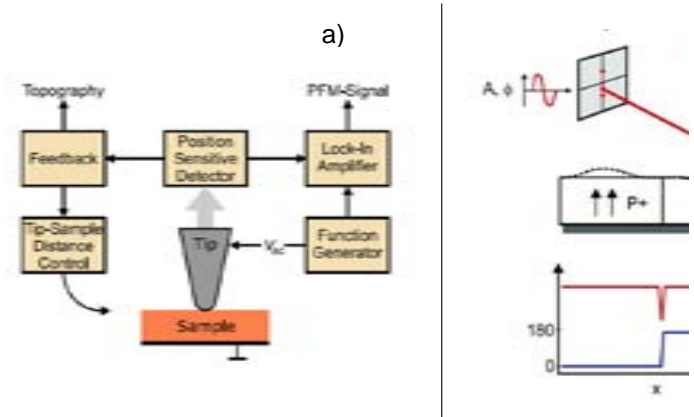 a)
Topography
PFM-Signal
Feedback
Position
Sensitive
Detector
Lock-In
Amplifier
Tip-Sample
Distance
Control
Tip
Vac
Function
Generator
Sample
A, ϕ
P+
180
0
x